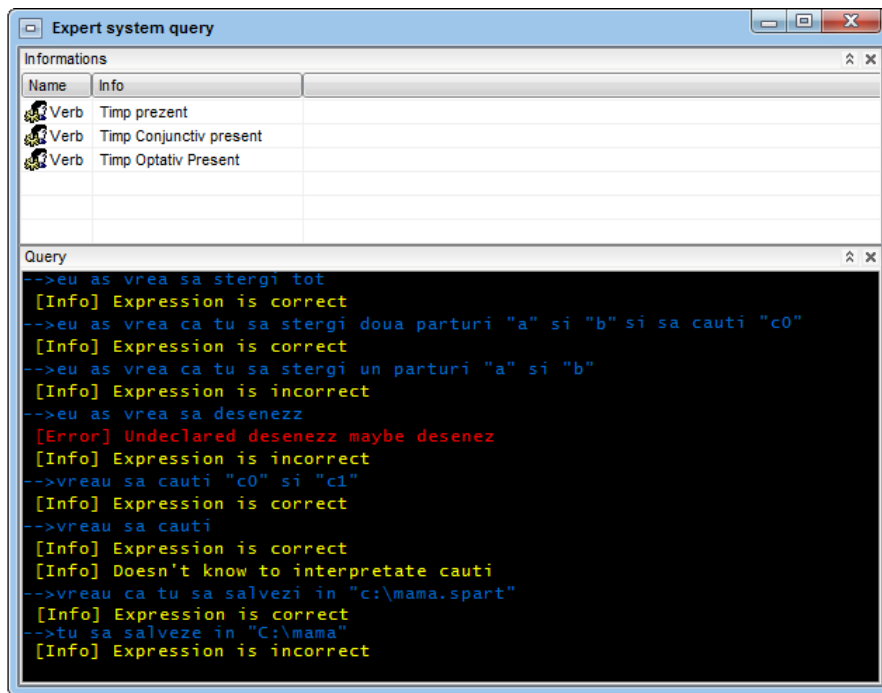 Expert system query
Informations
Name Info
Verb Timp prezent
Verb Timp Conjunctiv present
Verb Timp Optativ Present
Query
-->eu as vrea sa stergi tot
[Info] Expression is correct
-->eu as vrea ca tu sa stergi doua parturi "a" si "b" si sa cauti "c0"
[Info] Expression is correct
-->eu as vrea ca tu sa stergi un parturi "a" si "b"
[Info] Expression is incorrect
-->eu as vrea sa desenezz
[Error] Undeclared desenezz maybe desenez
[Info] Expression is incorrect
-->vreau sa cauti "c0" si "c1"
[Info] Expression is correct
-->vreau sa cauti
[Info] Expression is correct
[Info] Doesn't know to interpretate cauti
-->vreau ca tu sa salvezi in "c:\mama.spart"
[Info] Expression is correct
-->tu sa salveze in "C:\mama"
[Info] Expression is incorrect